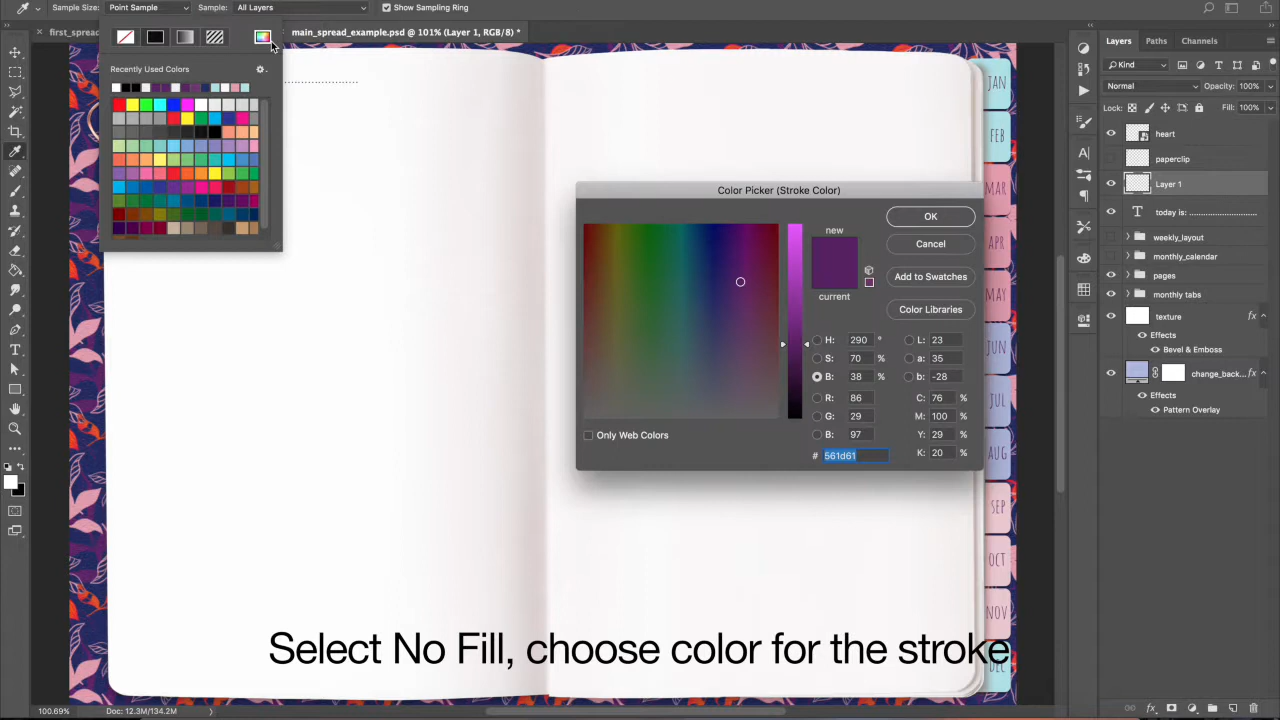 Sample Size: Point Sample Sample: All Layers Show Sampling Ring
first_spread main_spread_example.psd @ 101% (Layer 1, RGB/8) *
Recently Used Colors
JAN
FEB
MAR
APR
MAY
JUN
JUL
AUG
SEP
OCT
NOV
DEC
Color Picker (Stroke Color)
new
current
OK
Cancel
Add to Swatches
Color Libraries
H: 290 ° L: 23
S: 70 % a: 35
B: 38 % b: -28
R: 86 C: 76 %
G: 29 M: 100 %
B: 97 Y: 29 %
# 561d61 K: 20 %
Only Web Colors
Layers Paths Channels
Kind
Normal Opacity: 100%
Lock: Fill: 100%
heart
paperclip
Layer 1
T today is: ........................
weekly_layout
monthly_calendar
pages
monthly tabs
texture fx
Effects
Bevel & Emboss
change_back... fx
Effects
Pattern Overlay
Select No Fill, choose color for the stroke
100.69% Doc: 12.3M/134.2M